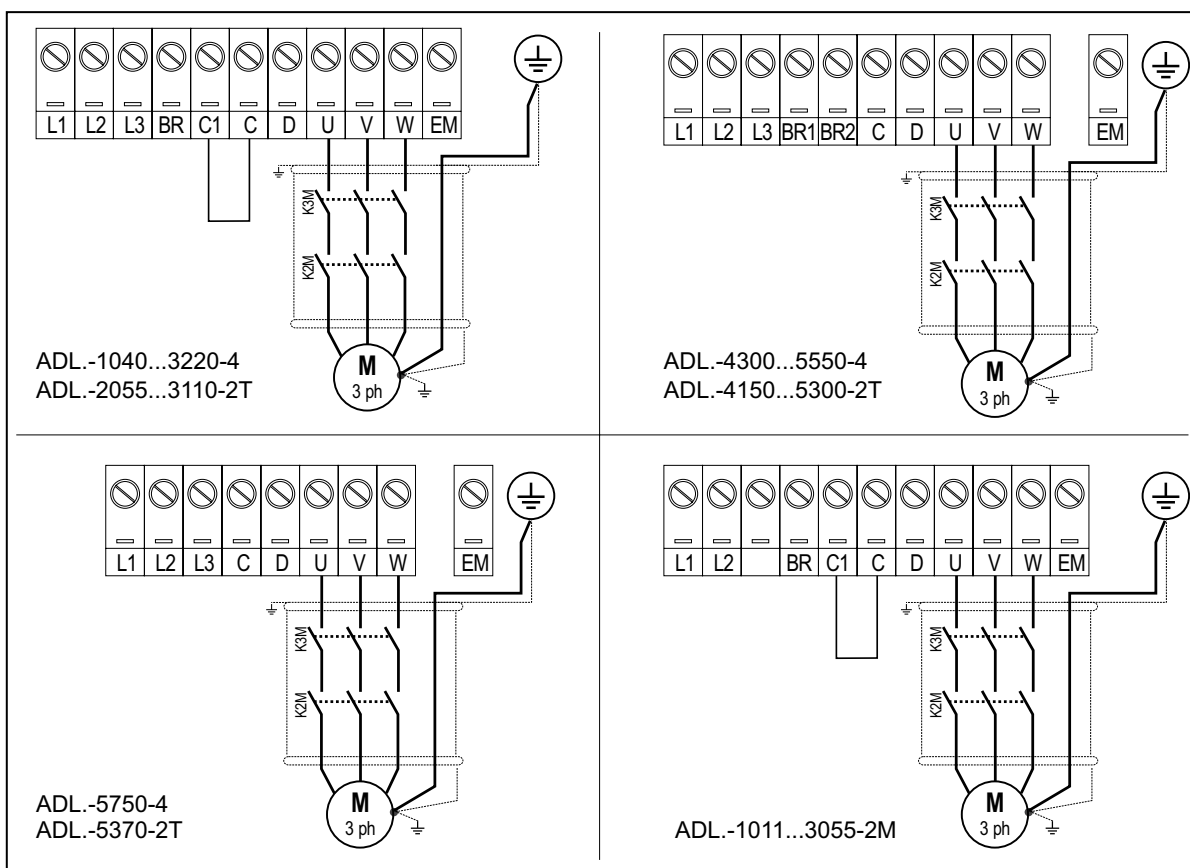 L1 L2 L3 BR C1 C D U V W EM
K3M
K2M
M
3 ph
ADL.-1040...3220-4
ADL.-2055...3110-2T
L1 L2 L3 BR1 BR2 C D U V W EM
K3M
K2M
M
3 ph
ADL.-4300...5550-4
ADL.-4150...5300-2T
L1 L2 L3 C D U V W EM
K3M
K2M
M
3 ph
ADL.-5750-4
ADL.-5370-2T
L1 L2 BR C1 C D U V W EM
K3M
K2M
M
3 ph
ADL.-1011...3055-2M